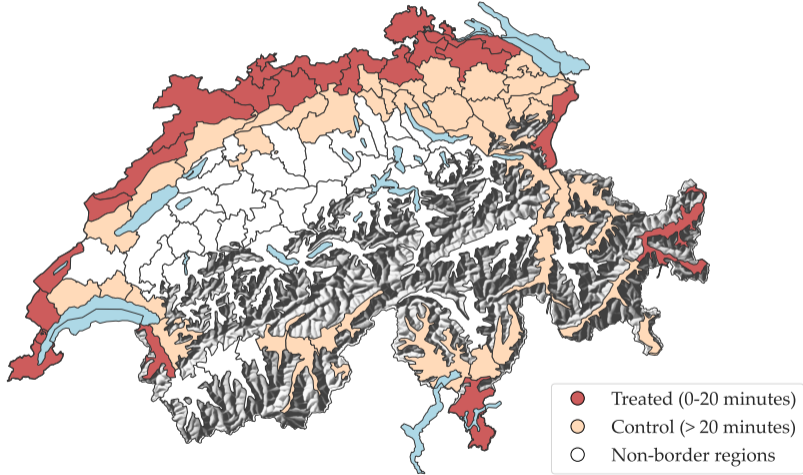 Treated (0-20 minutes)
Control (> 20 minutes)
Non-border regions